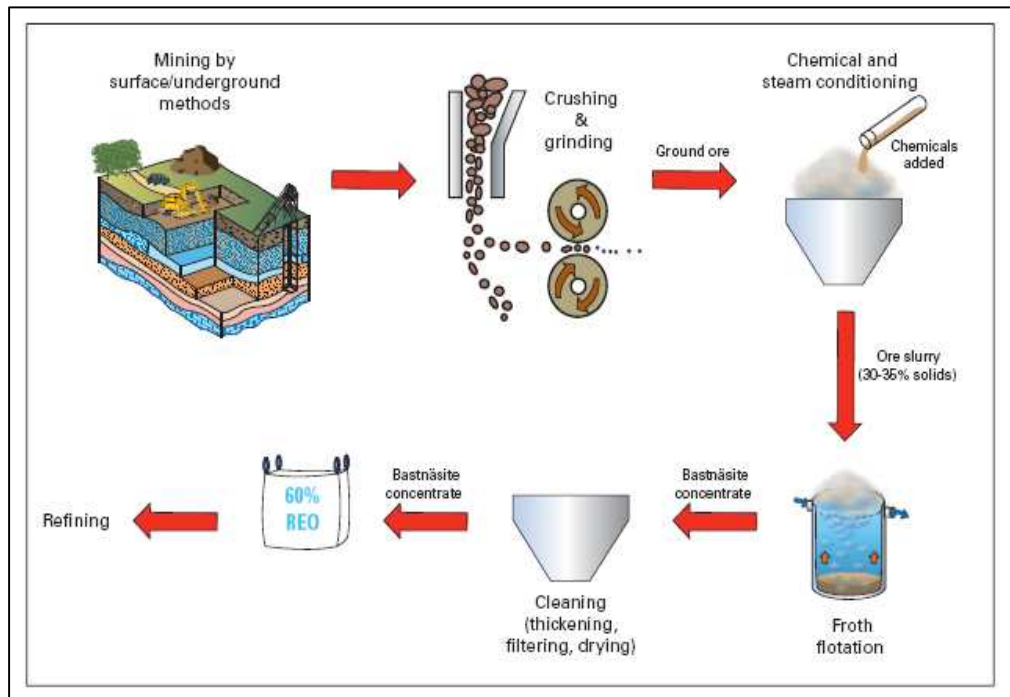 Mining by
surface/underground
methods
Crushing
&
grinding
Ground ore
Chemical and
steam conditioning
Chemicals
added
Ore slurry
(30-35% solids)
Froth
flotation
Bastnäsite
concentrate
Cleaning
(thickening,
filtering, drying)
Bastnäsite
concentrate
60%
REO
Refining